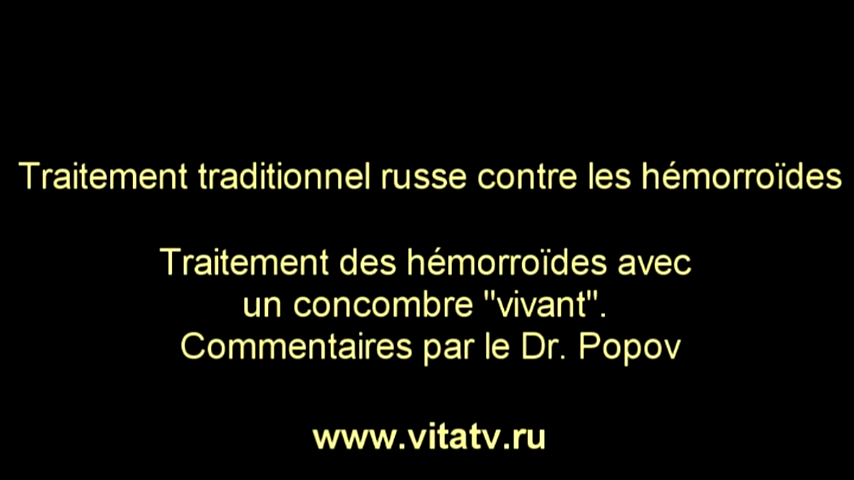 Traitement traditionnel russe contre les hémorroïdes
Traitement des hémorroïdes avec
un concombre "vivant".
Commentaires par le Dr. Popov
www.vitatv.ru